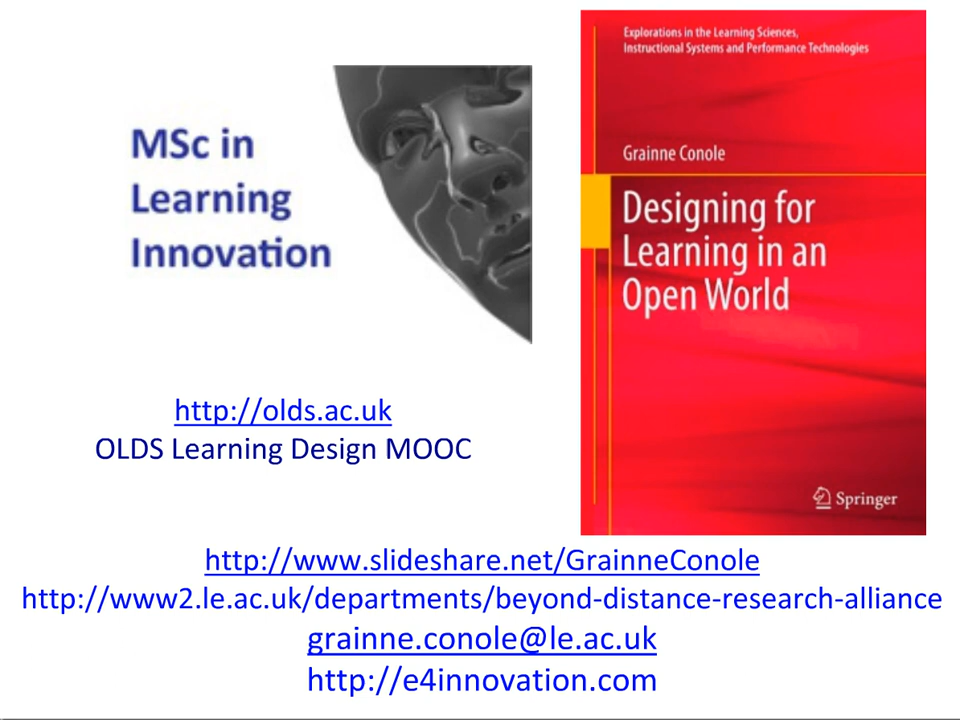 MSc in
Learning
Innovation
Explorations in the Learning Sciences,
Instructional Systems and Performance Technologies
Grainne Conole
Designing for
Learning in an
Open World
Springer
http://olds.ac.uk
OLDS Learning Design MOOC
http://www.slideshare.net/GrainneConole
http://www2.le.ac.uk/departments/beyond-distance-research-alliance
grainne.conole@le.ac.uk
http://e4innovation.com